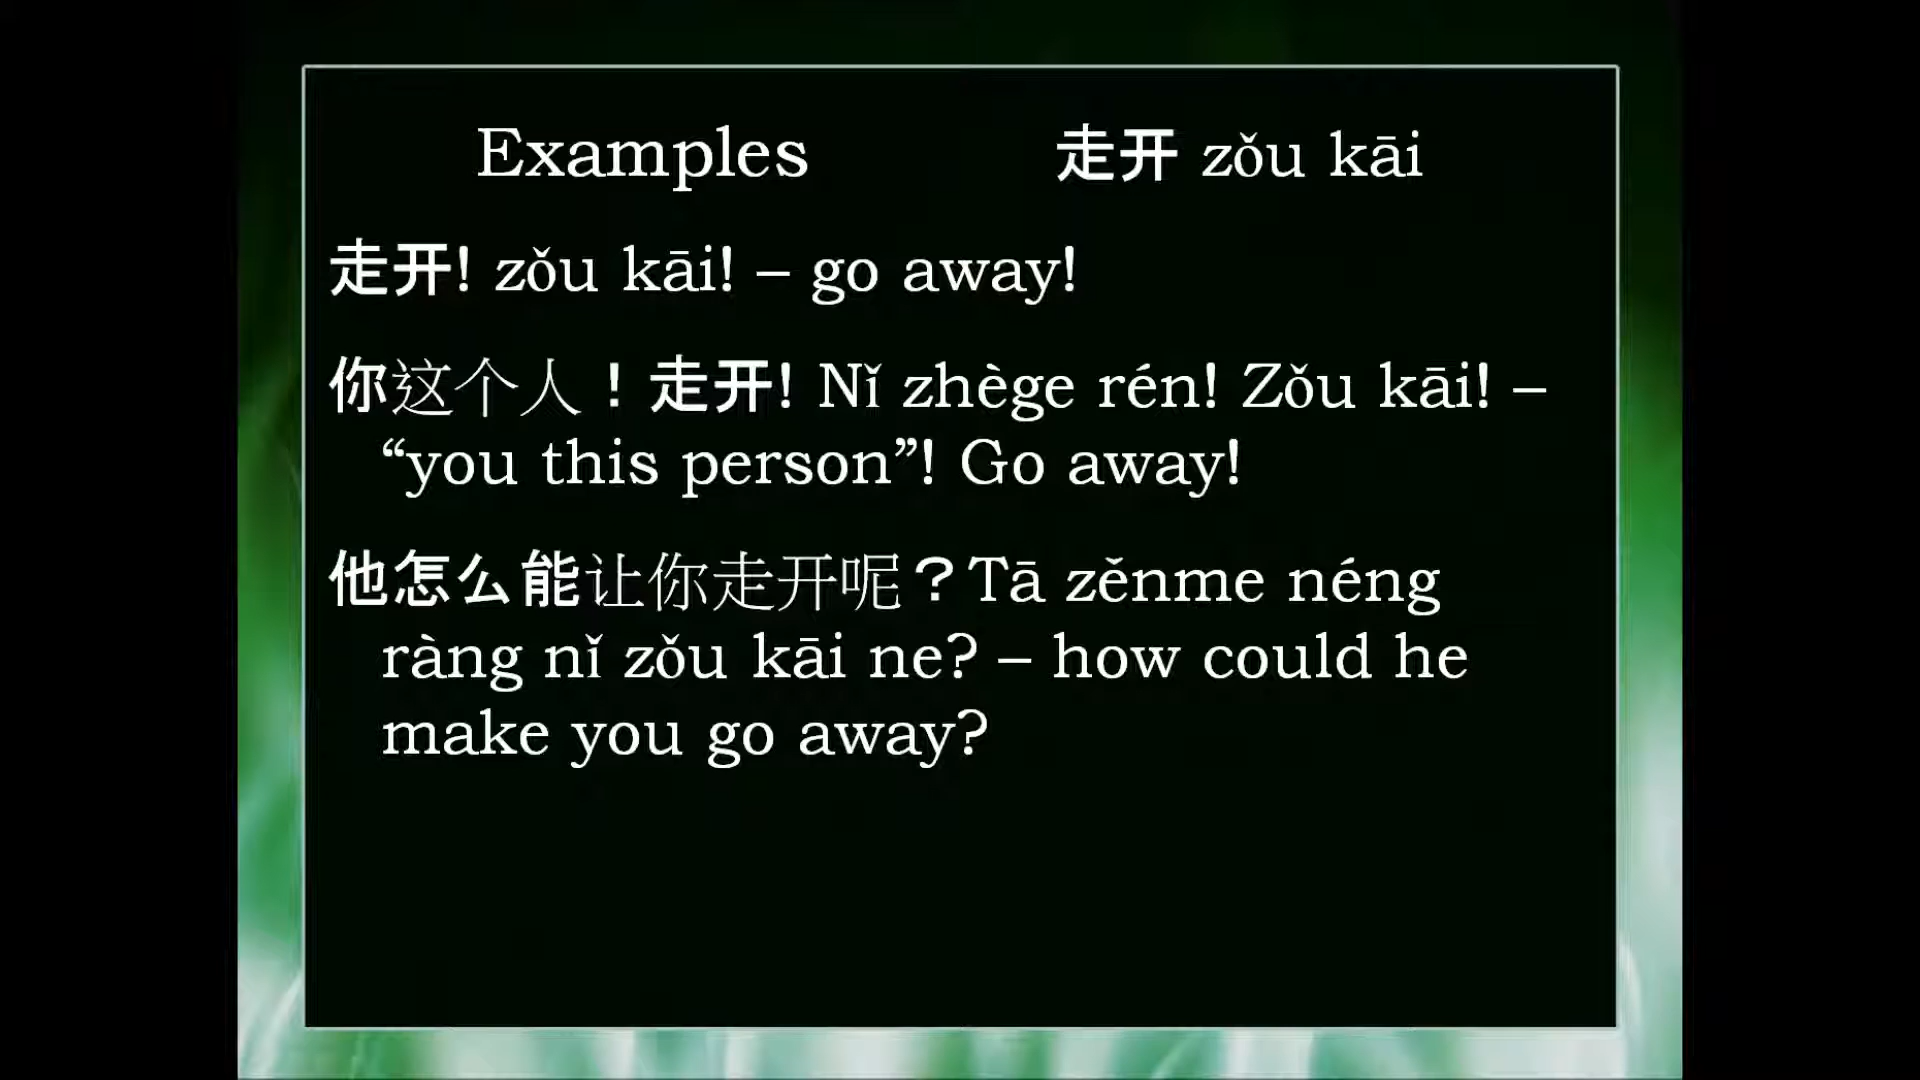 Examples 走开 zǒu kāi
走开! zǒu kāi! – go away!
你这个人！走开! Nǐ zhège rén! Zǒu kāi! –
“you this person”! Go away!
他怎么能让你走开呢？Tā zěnme néng
ràng nǐ zǒu kāi ne? – how could he
make you go away?